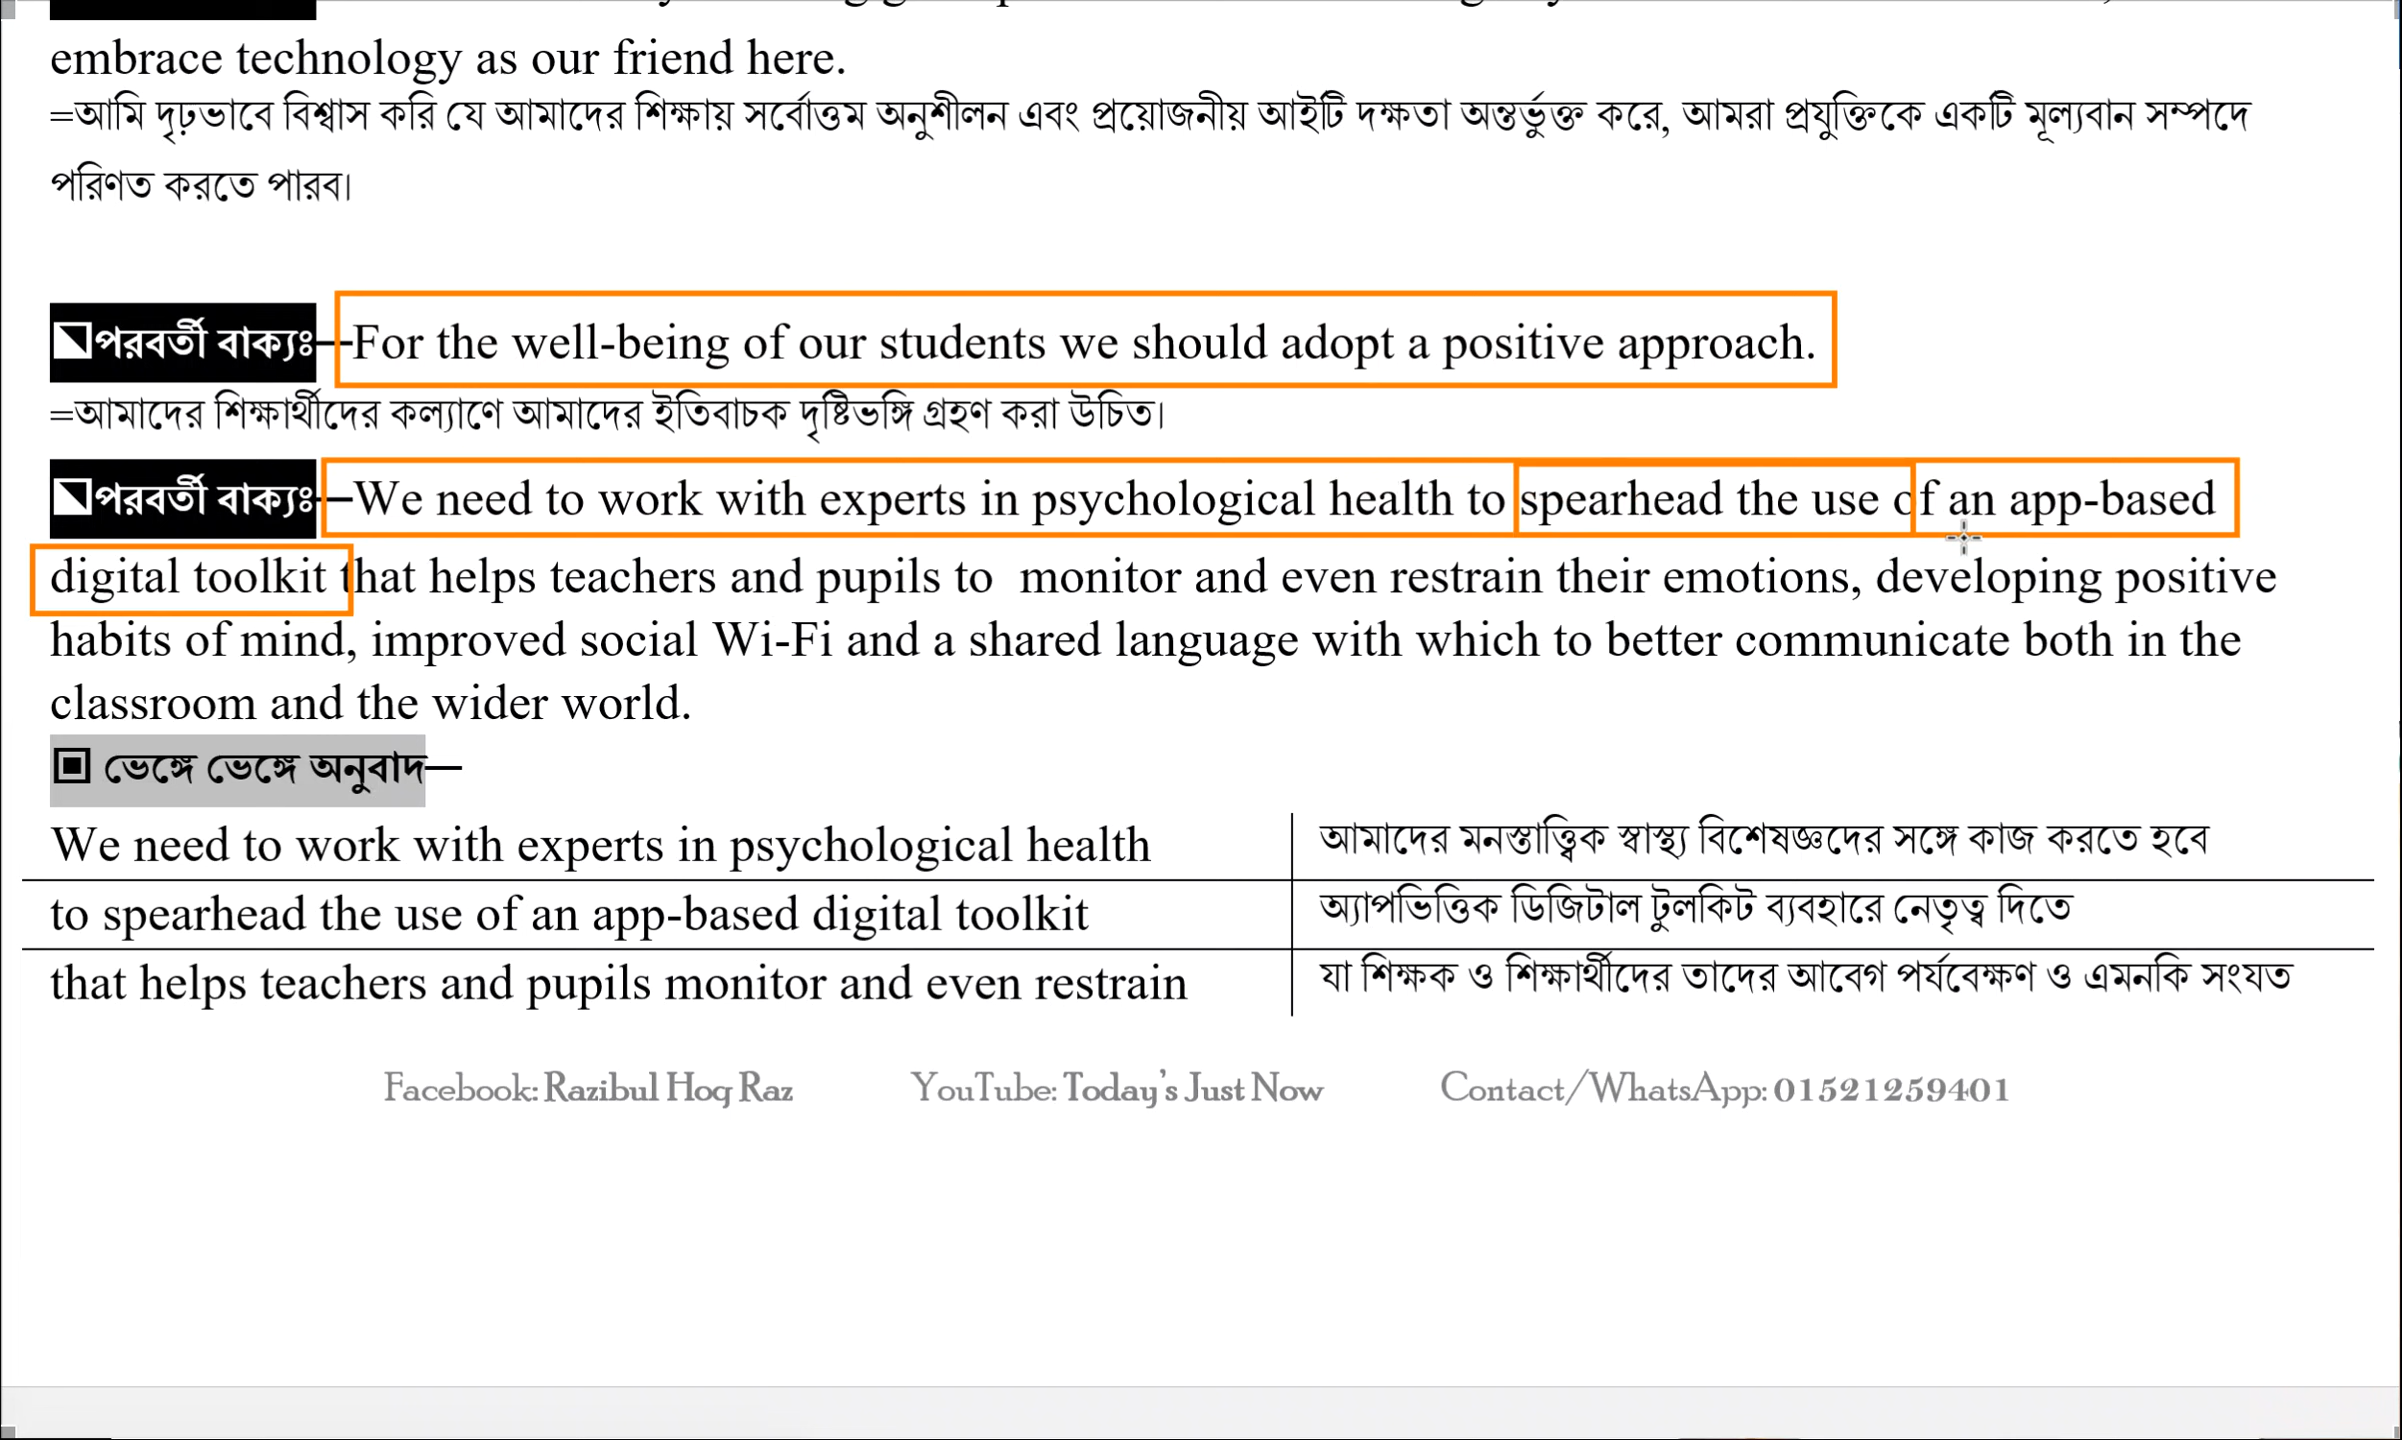 embrace technology as our friend here.
=আমি দৃঢ়ভাবে বিশ্বাস করি যে আমাদের শিক্ষায় সর্বোত্তম অনুশীলন এবং প্রয়োজনীয় আইটি দক্ষতা অন্তর্ভুক্ত করে, আমরা প্রযুক্তিকে একটি মূল্যবান সম্পদে
পরিণত করতে পারব।
পরবর্তী বাক্যঃ—For the well-being of our students we should adopt a positive approach.
=আমাদের শিক্ষার্থীদের কল্যাণে আমাদের ইতিবাচক দৃষ্টিভঙ্গি গ্রহণ করা উচিত।
পরবর্তী বাক্যঃ—We need to work with experts in psychological health to spearhead the use of an app-based
digital toolkit that helps teachers and pupils to monitor and even restrain their emotions, developing positive
habits of mind, improved social Wi-Fi and a shared language with which to better communicate both in the
classroom and the wider world.
▣ ভেঙ্গে ভেঙ্গে অনুবাদ—
We need to work with experts in psychological health আমাদের মনস্তাত্ত্বিক স্বাস্থ্য বিশেষজ্ঞদের সঙ্গে কাজ করতে হবে
to spearhead the use of an app-based digital toolkit অ্যাপভিত্তিক ডিজিটাল টুলকিট ব্যবহারে নেতৃত্ব দিতে
that helps teachers and pupils monitor and even restrain যা শিক্ষক ও শিক্ষার্থীদের তাদের আবেগ পর্যবেক্ষণ ও এমনকি সংযত
Facebook: Razibul Hoq Raz YouTube: Today's Just Now Contact/WhatsApp: 01521259401